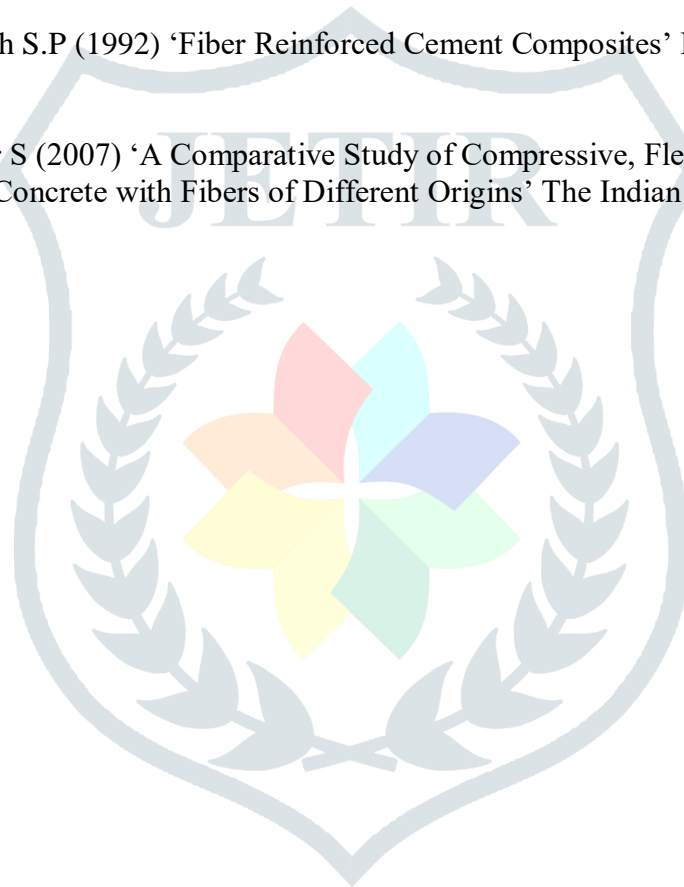 h S.P (1992) ‘Fiber Reinforced Cement Composites’
S (2007) ‘A Comparative Study of Compressive, Fle
Concrete with Fibers of Different Origins’ The Indian
JETIR